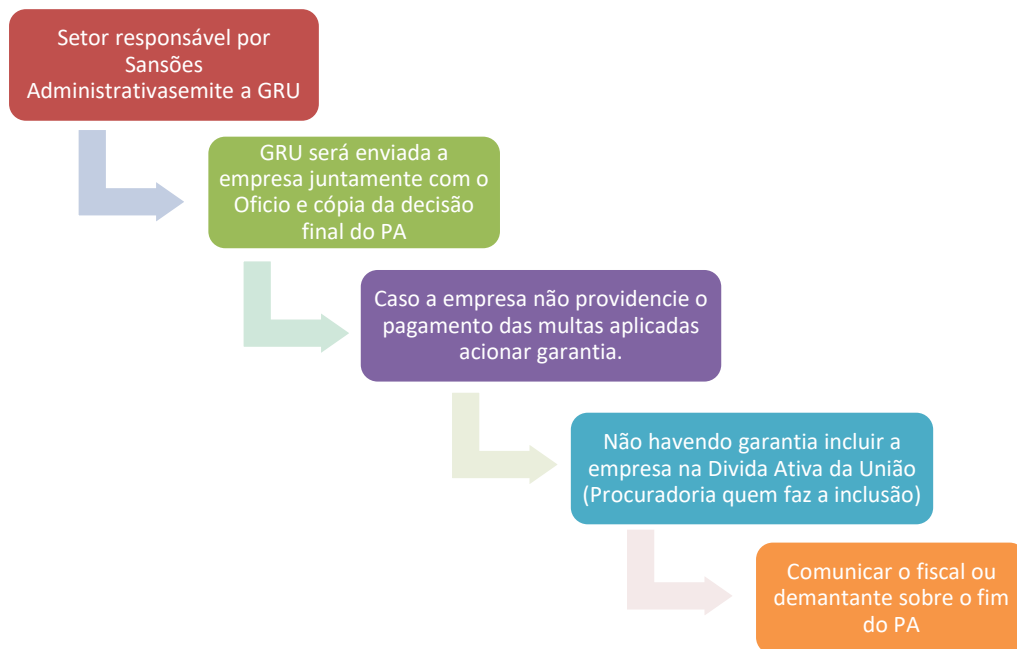 Setor responsável por
Sansões
Administrativasemite a GRU
GRU será enviada a
empresa juntamente com o
Oficio e cópia da decisão
final do PA
Caso a empresa não providencie o
pagamento das multas aplicadas
acionar garantia.
Não havendo garantia incluir a
empresa na Divida Ativa da União
(Procuradoria quem faz a inclusão)
Comunicar o fiscal ou
demantante sobre o fim
do PA